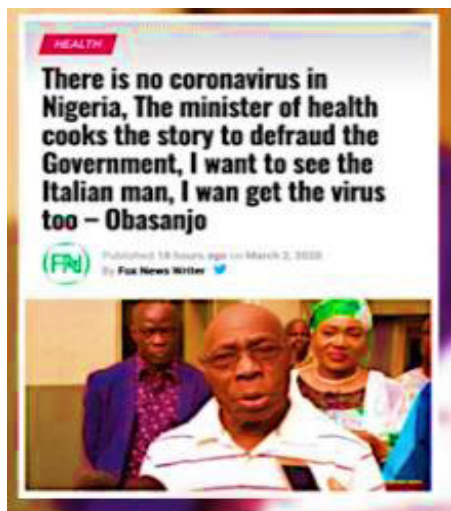 HEALTH
There is no coronavirus in
Nigeria, The minister of health
cooks the story to defraud the
Government, I want to see the
Italian man, I wan get the virus
too – Obasanjo
FN
Published 18 hours ago on March 2, 2020
By Fox News Writer